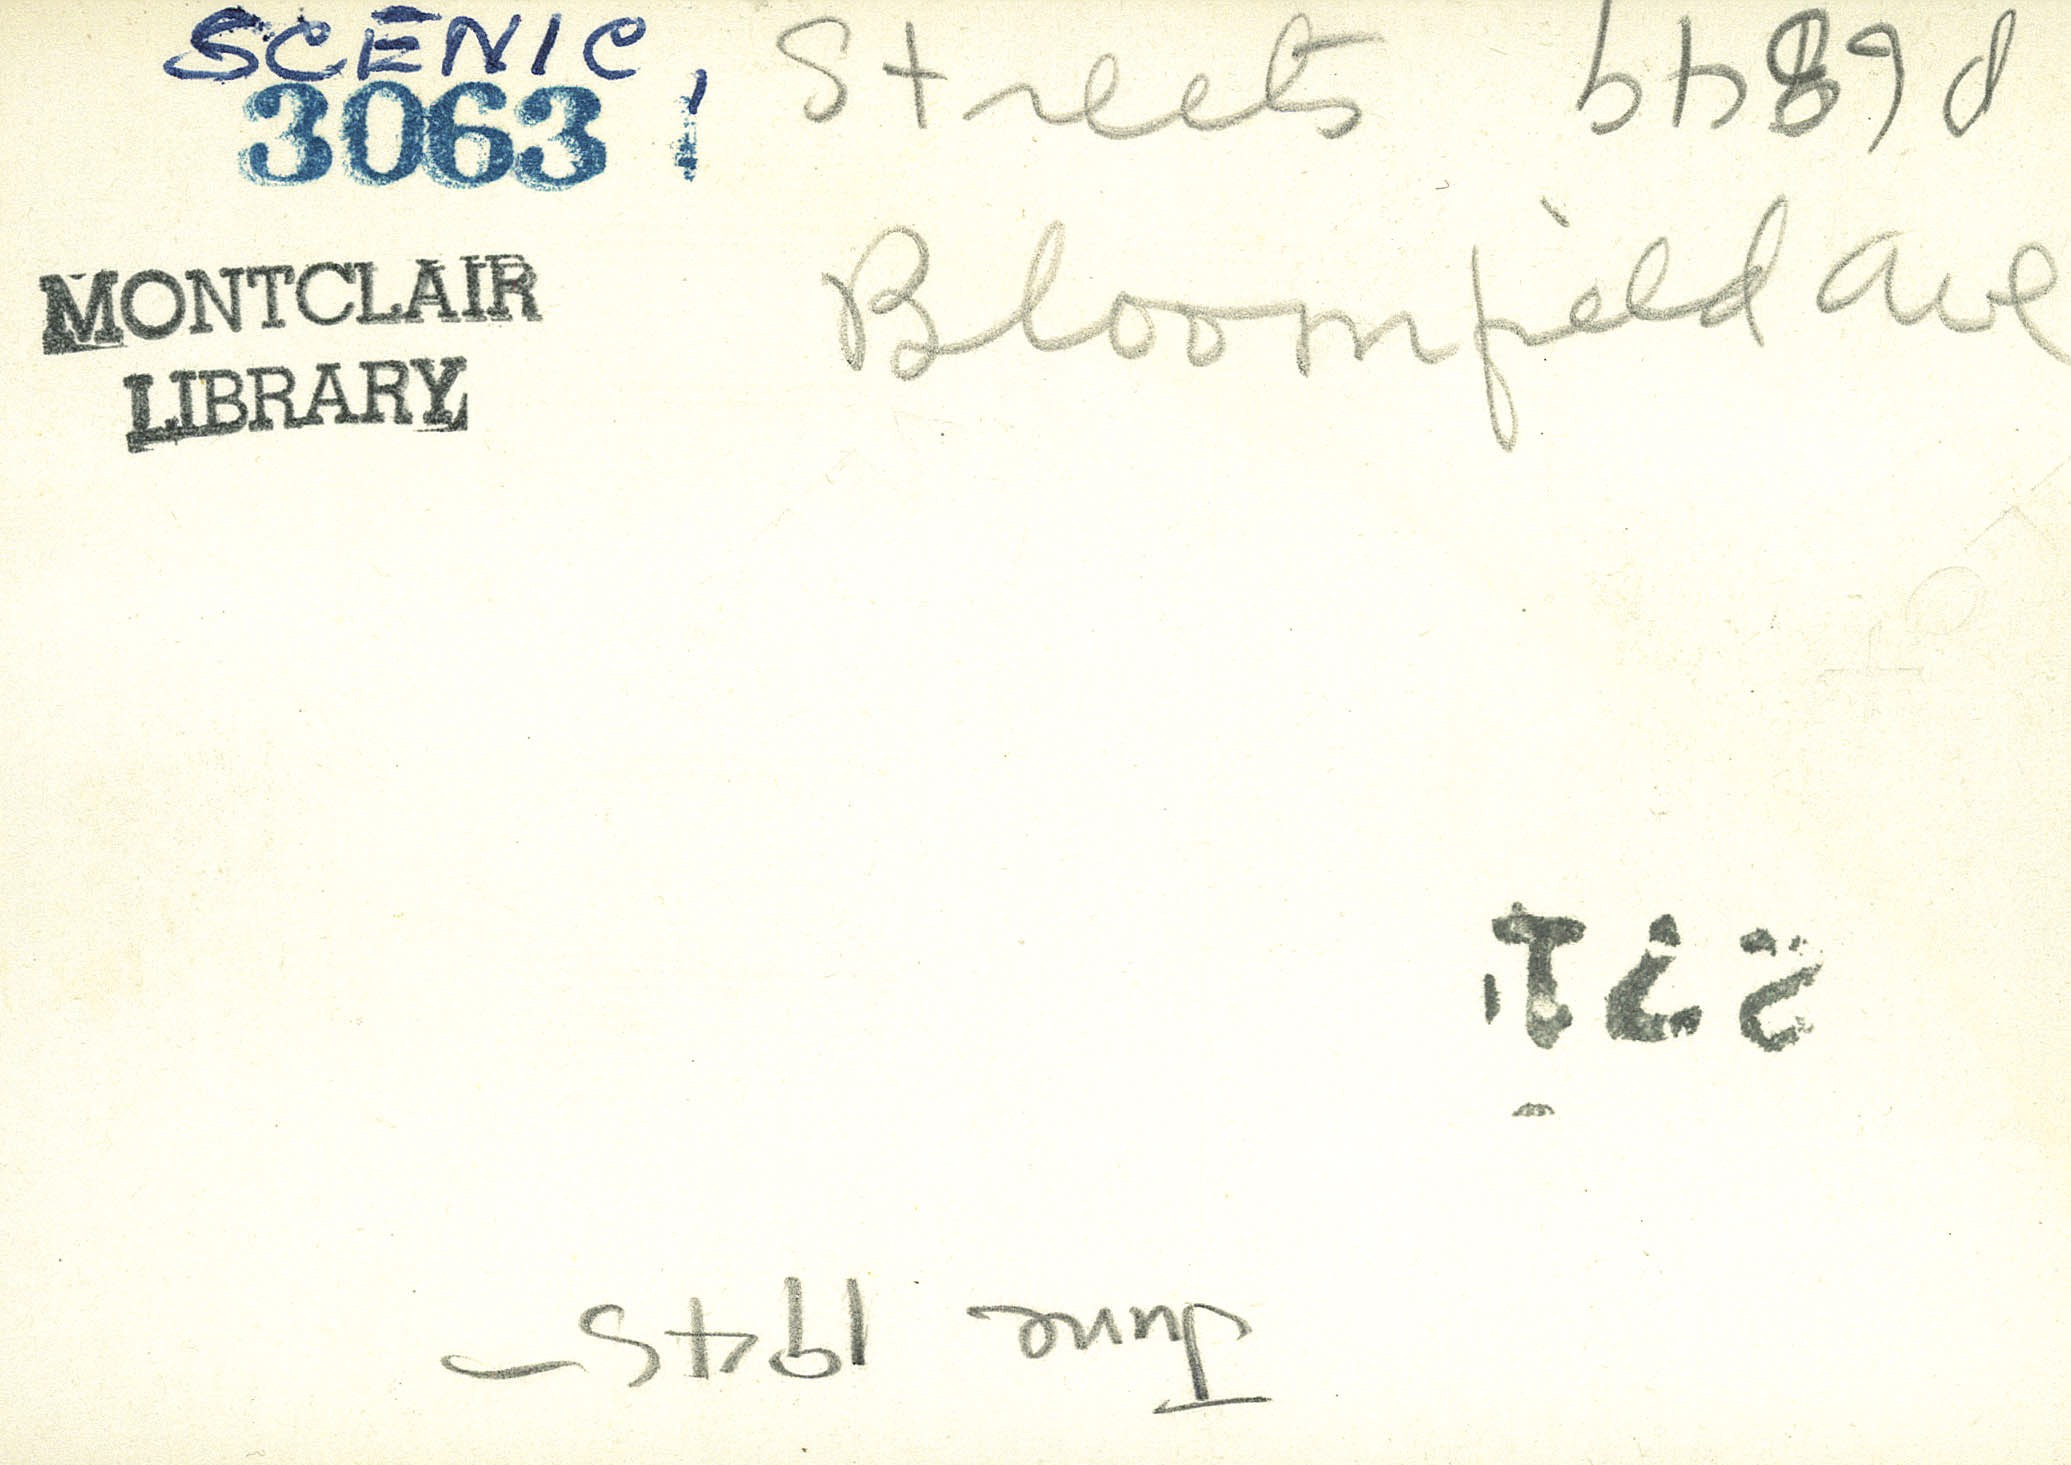 SCENIC
3063
MONTCLAIR
LIBRARY
Streets
Bloomfield Ave
June 1945